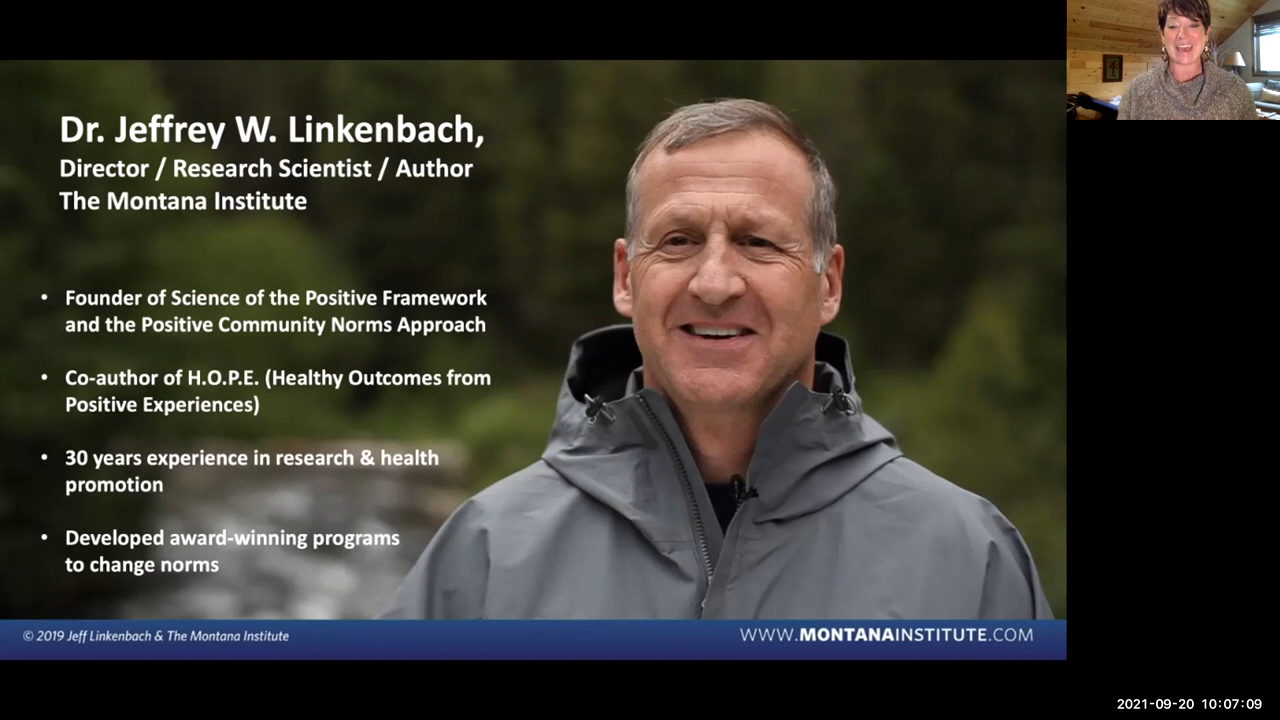 Dr. Jeffrey W. Linkenbach,
Director / Research Scientist / Author
The Montana Institute
• Founder of Science of the Positive Framework
and the Positive Community Norms Approach
• Co-author of H.O.P.E. (Healthy Outcomes from
Positive Experiences)
• 30 years experience in research & health
promotion
• Developed award-winning programs
to change norms
© 2019 Jeff Linkenbach & The Montana Institute
WWW.MONTANAINSTITUTE.COM
2021-09-20 10:07:09